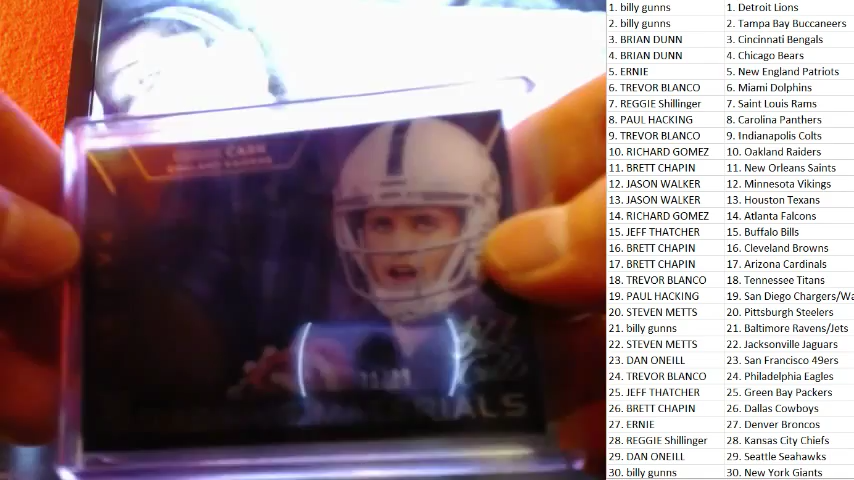 CARR
OAKLAND RAIDERS
MATERIALS
1. billy gunns 1. Detroit Lions
2. billy gunns 2. Tampa Bay Buccaneers
3. BRIAN DUNN 3. Cincinnati Bengals
4. BRIAN DUNN 4. Chicago Bears
5. ERNIE 5. New England Patriots
6. TREVOR BLANCO 6. Miami Dolphins
7. REGGIE Shillinger 7. Saint Louis Rams
8. PAUL HACKING 8. Carolina Panthers
9. TREVOR BLANCO 9. Indianapolis Colts
10. RICHARD GOMEZ 10. Oakland Raiders
11. BRETT CHAPIN 11. New Orleans Saints
12. JASON WALKER 12. Minnesota Vikings
13. JASON WALKER 13. Houston Texans
14. RICHARD GOMEZ 14. Atlanta Falcons
15. JEFF THATCHER 15. Buffalo Bills
16. BRETT CHAPIN 16. Cleveland Browns
17. BRETT CHAPIN 17. Arizona Cardinals
18. TREVOR BLANCO 18. Tennessee Titans
19. PAUL HACKING 19. San Diego Chargers/Wa
20. STEVEN METTS 20. Pittsburgh Steelers
21. billy gunns 21. Baltimore Ravens/Jets
22. STEVEN METTS 22. Jacksonville Jaguars
23. DAN ONEILL 23. San Francisco 49ers
24. TREVOR BLANCO 24. Philadelphia Eagles
25. JEFF THATCHER 25. Green Bay Packers
26. BRETT CHAPIN 26. Dallas Cowboys
27. ERNIE 27. Denver Broncos
28. REGGIE Shillinger 28. Kansas City Chiefs
29. DAN ONEILL 29. Seattle Seahawks
30. billy gunns 30. New York Giants